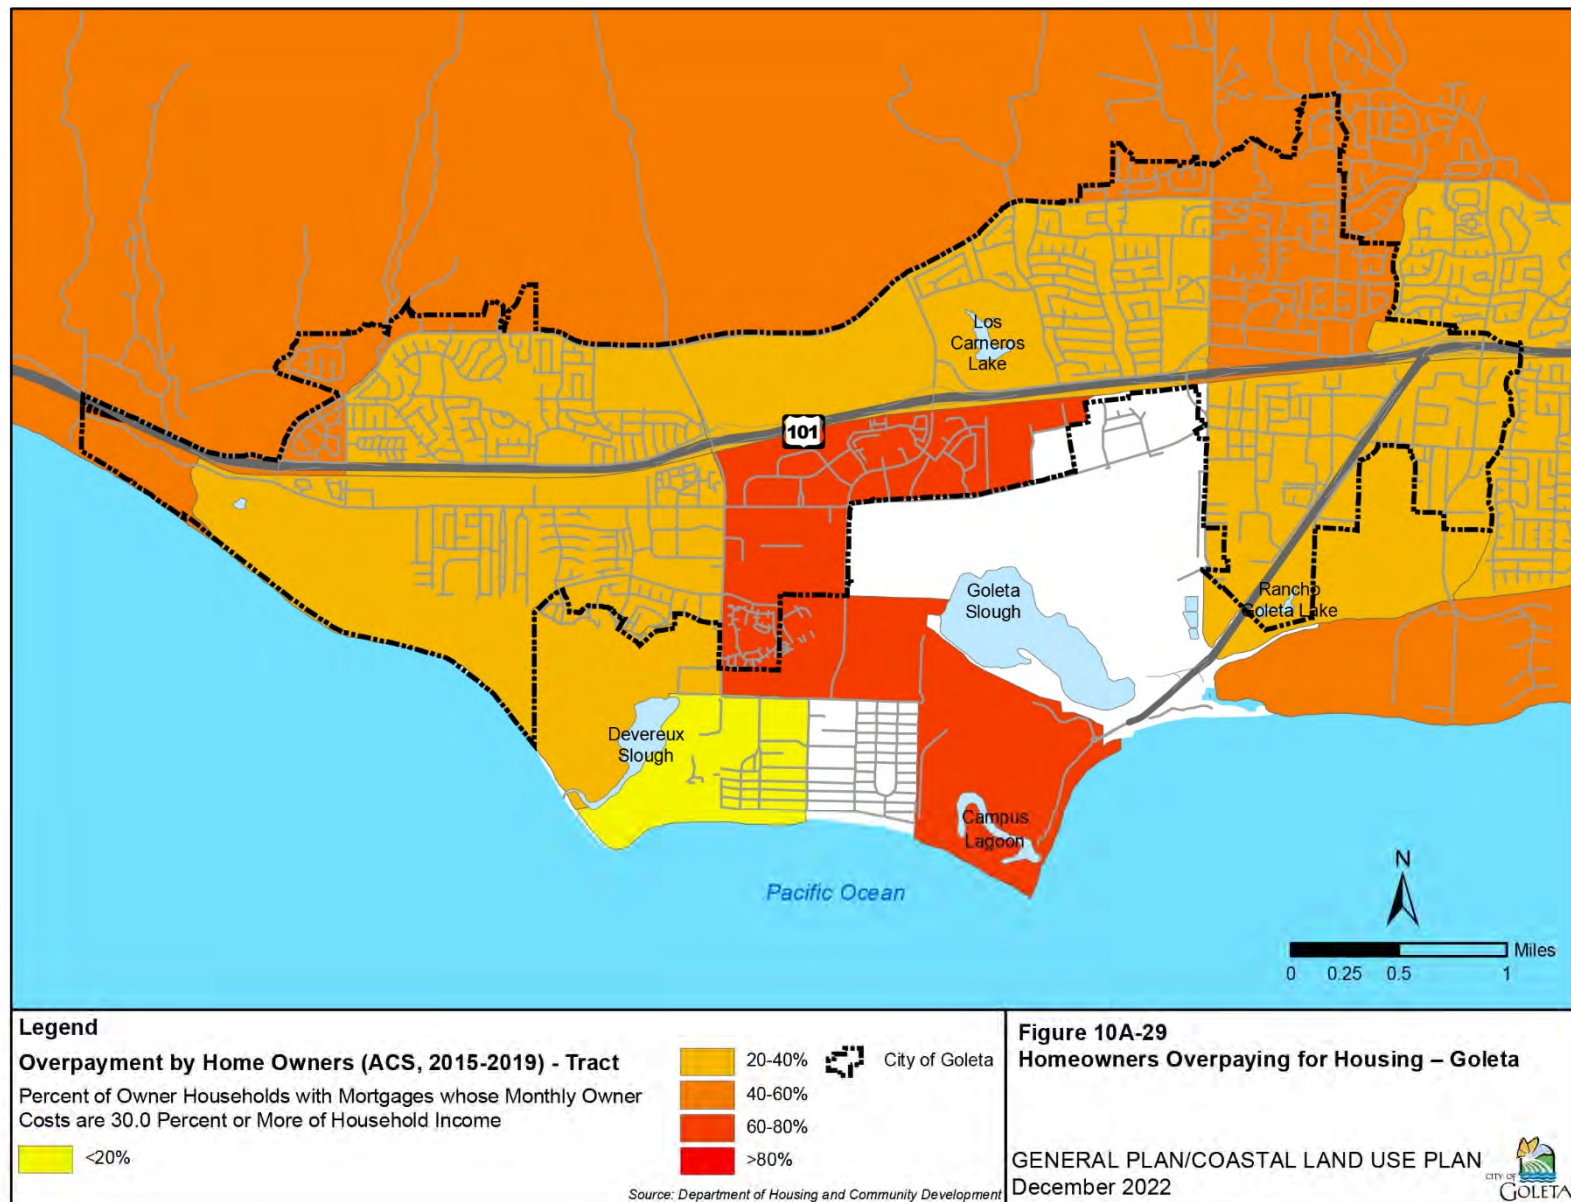 Los
Carneros
Lake
101
Goleta
Slough
Rancho
Goleta Lake
Devereux
Slough
Campus
Lagoon
Pacific Ocean
N
Miles
0 0.25 0.5 1
Legend
Overpayment by Home Owners (ACS, 2015-2019) - Tract
Percent of Owner Households with Mortgages whose Monthly Owner
Costs are 30.0 Percent or More of Household Income
<20%
20-40%
40-60%
60-80%
>80%
City of Goleta
Source: Department of Housing and Community Development
Figure 10A-29
Homeowners Overpaying for Housing – Goleta
GENERAL PLAN/COASTAL LAND USE PLAN
December 2022
CITY OF
GOLETA